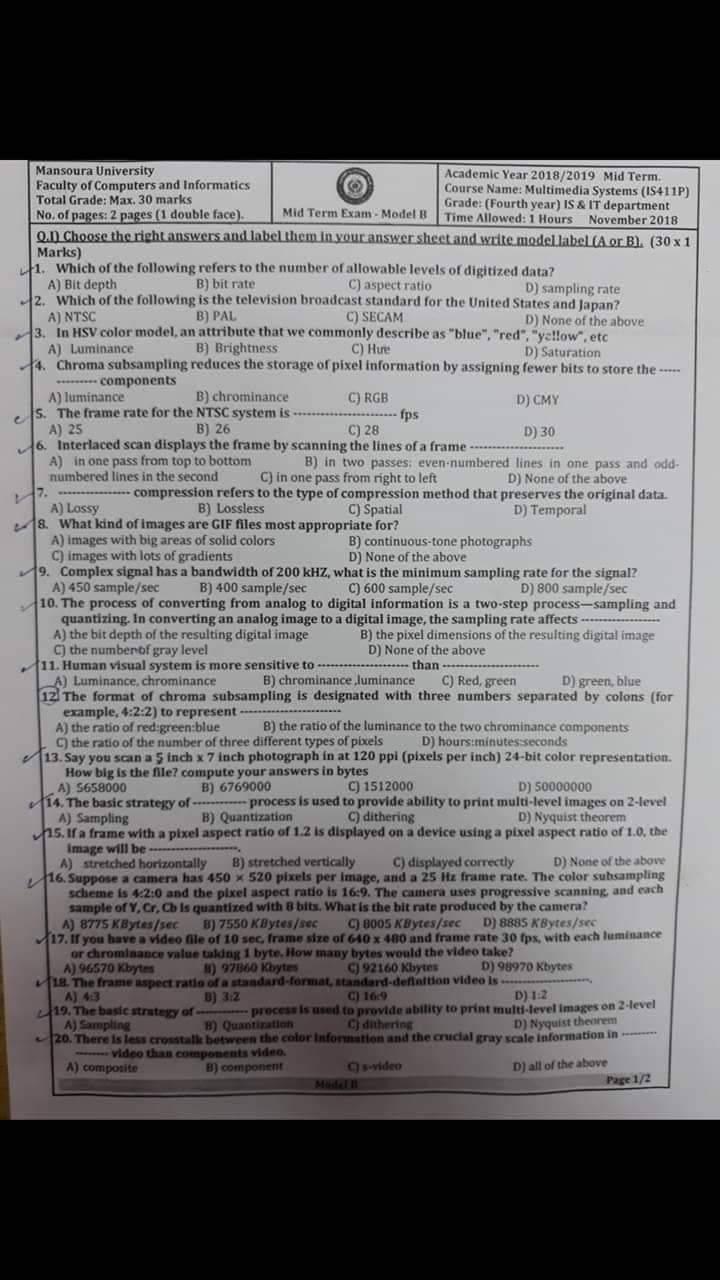 Mansoura University
Faculty of Computers and Informatics
Total Grade: Max. 30 marks
No. of pages: 2 pages (1 double face).
Mid Term Exam - Model B
Academic Year 2018/2019 Mid Term.
Course Name: Multimedia Systems (IS411P)
Grade: (Fourth year) IS & IT department
Time Allowed: 1 Hours November 2018
Q.I) Choose the right answers and label them in your answer sheet and write model label (A or B). (30 x 1
Marks)
1. Which of the following refers to the number of allowable levels of digitized data?
A) Bit depth B) bit rate C) aspect ratio D) sampling rate
2. Which of the following is the television broadcast standard for the United States and Japan?
A) NTSC B) PAL C) SECAM D) None of the above
3. In HSV color model, an attribute that we commonly describe as "blue", "red", "yellow", etc
A) Luminance B) Brightness C) Hue D) Saturation
4. Chroma subsampling reduces the storage of pixel information by assigning fewer bits to store the -----
---------- components
A) luminance B) chrominance C) RGB D) CMY
5. The frame rate for the NTSC system is ---------------------- fps
A) 25 B) 26 C) 28 D) 30
6. Interlaced scan displays the frame by scanning the lines of a frame --------------------
A) in one pass from top to bottom B) in two passes: even-numbered lines in one pass and odd-
numbered lines in the second C) in one pass from right to left D) None of the above
7. ---------------- compression refers to the type of compression method that preserves the original data.
A) Lossy B) Lossless C) Spatial D) Temporal
8. What kind of images are GIF files most appropriate for?
A) images with big areas of solid colors B) continuous-tone photographs
C) images with lots of gradients D) None of the above
9. Complex signal has a bandwidth of 200 kHZ, what is the minimum sampling rate for the signal?
A) 450 sample/sec B) 400 sample/sec C) 600 sample/sec D) 800 sample/sec
10. The process of converting from analog to digital information is a two-step process—sampling and
quantizing. In converting an analog image to a digital image, the sampling rate affects -----------------
A) the bit depth of the resulting digital image B) the pixel dimensions of the resulting digital image
C) the number of gray level D) None of the above
11. Human visual system is more sensitive to -------------------- than ---------------------
A) Luminance, chrominance B) chrominance ,luminance C) Red, green D) green, blue
12. The format of chroma subsampling is designated with three numbers separated by colons (for
example, 4:2:2) to represent ----------------------
A) the ratio of red:green:blue B) the ratio of the luminance to the two chrominance components
C) the ratio of the number of three different types of pixels D) hours:minutes:seconds
13. Say you scan a 5 inch x 7 inch photograph in at 120 ppi (pixels per inch) 24-bit color representation.
How big is the file? compute your answers in bytes
A) 5658000 B) 6769000 C) 1512000 D) 50000000
14. The basic strategy of ------------ process is used to provide ability to print multi-level images on 2-level
A) Sampling B) Quantization C) dithering D) Nyquist theorem
15. If a frame with a pixel aspect ratio of 1.2 is displayed on a device using a pixel aspect ratio of 1.0, the
image will be --------------------.
A) stretched horizontally B) stretched vertically C) displayed correctly D) None of the above
16. Suppose a camera has 450 × 520 pixels per image, and a 25 Hz frame rate. The color subsampling
scheme is 4:2:0 and the pixel aspect ratio is 16:9. The camera uses progressive scanning, and each
sample of Y, Cr, Cb is quantized with 8 bits. What is the bit rate produced by the camera?
A) 8775 KBytes/sec B) 7550 KBytes/sec C) 8005 KBytes/sec D) 8885 KBytes/sec
17. If you have a video file of 10 sec, frame size of 640 x 480 and frame rate 30 fps, with each luminance
or chrominance value taking 1 byte. How many bytes would the video take?
A) 96570 Kbytes B) 97860 Kbytes C) 92160 Kbytes D) 98970 Kbytes
18. The frame aspect ratio of a standard-format, standard-definition video is --------------------.
A) 4:3 B) 3:2 C) 16:9 D) 1:2
19. The basic strategy of ------------ process is used to provide ability to print multi-level images on 2-level
A) Sampling B) Quantization C) dithering D) Nyquist theorem
20. There is less crosstalk between the color information and the crucial gray scale information in --------
-------- video than components video.
A) composite B) component C) s-video D) all of the above
Model B
Page 1/2